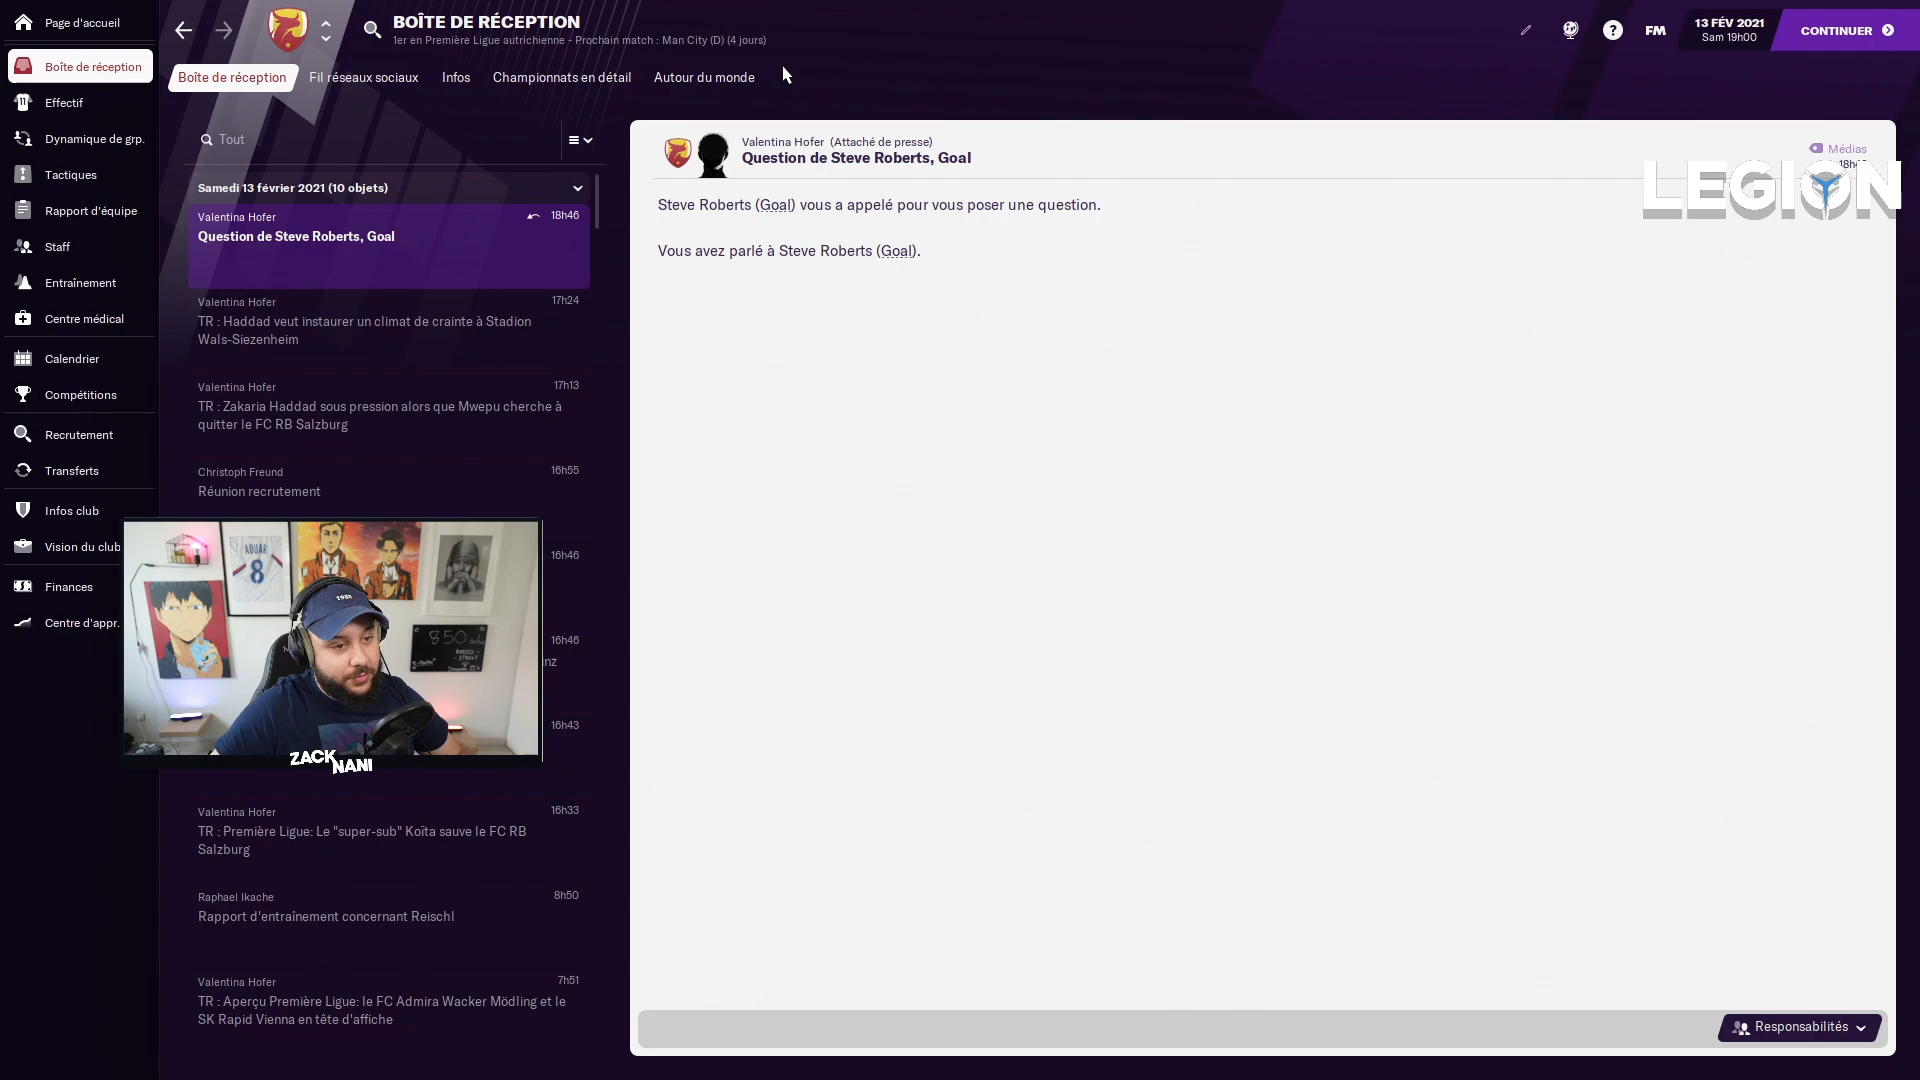 Page d'accueil
Boîte de réception
Effectif
Dynamique de grp.
Tactiques
Rapport d'équipe
Staff
Entraînement
Centre médical
Calendrier
Compétitions
Recrutement
Transferts
Infos club
Vision du club
Finances
Centre d'appr.
BOÎTE DE RÉCEPTION
1er en Première Ligue autrichienne - Prochain match : Man City (D) (4 jours)
FM
13 FÉV 2021
Sam 19h00
CONTINUER
Boîte de réception
Fil réseaux sociaux
Infos
Championnats en détail
Autour du monde
Tout
Samedi 13 février 2021 (10 objets)
Valentina Hofer 18h46
Question de Steve Roberts, Goal
Valentina Hofer 17h24
TR : Haddad veut instaurer un climat de crainte à Stadion
Wals-Siezenheim
Valentina Hofer 17h13
TR : Zakaria Haddad sous pression alors que Mwepu cherche à
quitter le FC RB Salzburg
Christoph Freund 16h55
Réunion recrutement
16h46
16h46
nz
16h43
AOUAR
8
1988
850
ZACK
NANI
Valentina Hofer 16h33
TR : Première Ligue: Le "super-sub" Koïta sauve le FC RB
Salzburg
Raphael Ikache 8h50
Rapport d'entraînement concernant Reischl
Valentina Hofer 7h51
TR : Aperçu Première Ligue: le FC Admira Wacker Mödling et le
SK Rapid Vienna en tête d'affiche
Valentina Hofer (Attaché de presse)
Question de Steve Roberts, Goal
Médias
LEGION
Steve Roberts (Goal) vous a appelé pour vous poser une question.
Vous avez parlé à Steve Roberts (Goal).
Responsabilités